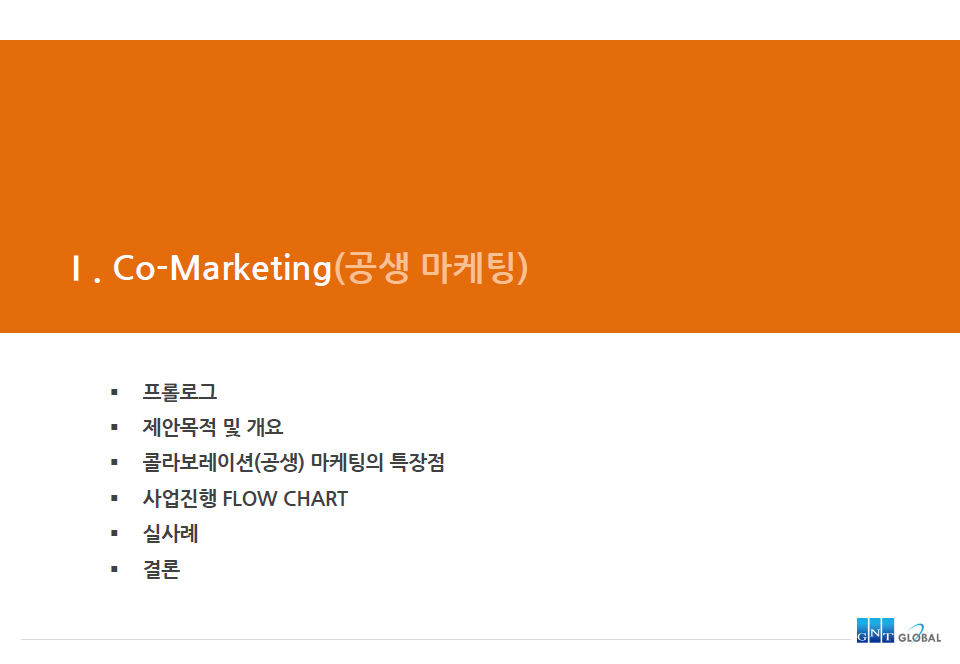 Ⅰ. Co-Marketing(공생 마케팅)
▪ 프롤로그
▪ 제안목적 및 개요
▪ 콜라보레이션(공생) 마케팅의 특장점
▪ 사업진행 FLOW CHART
▪ 실사례
▪ 결론
GNT GLOBAL